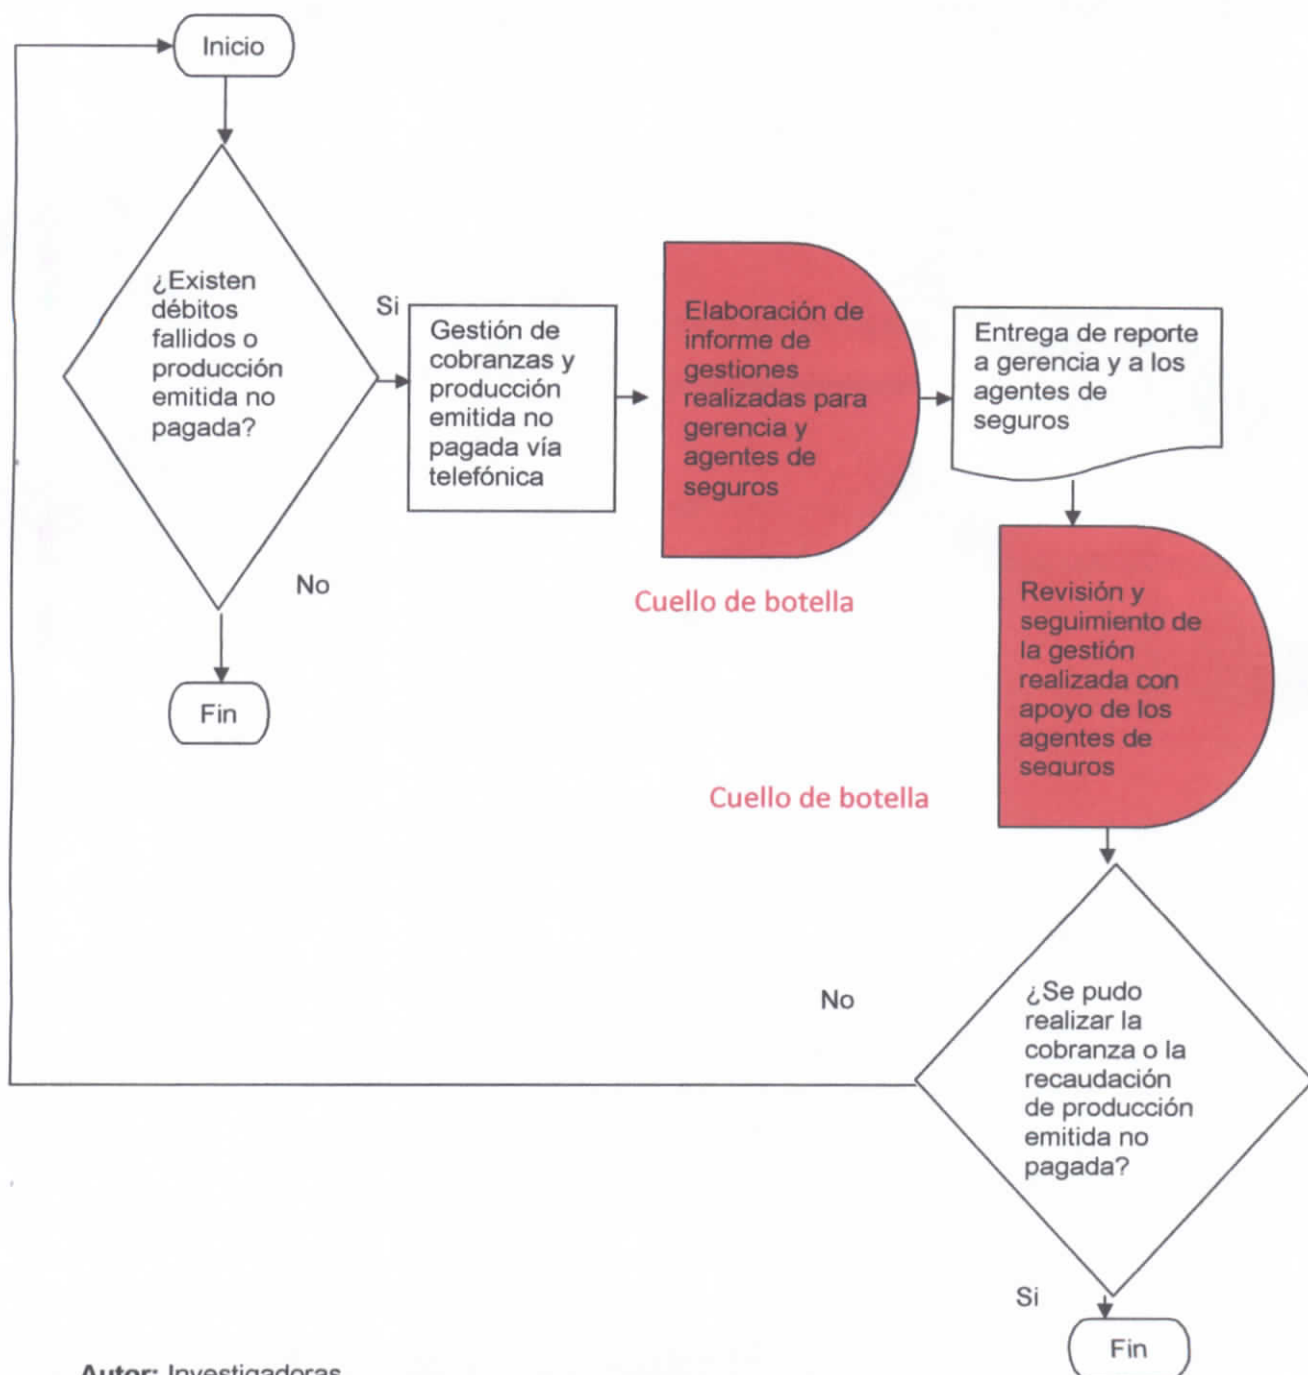 Inicio
¿Existen
débitos
fallidos o
producción
emitida no
pagada?
Si
Gestión de
cobranzas y
producción
emitida no
pagada vía
telefónica
Elaboración de
informe de
gestiones
realizadas para
gerencia y
agentes de
seguros
Entrega de reporte
a gerencia y a los
agentes de
seguros
No
Cuello de botella
Fin
Revisión y
seguimiento de
la gestión
realizada con
apoyo de los
agentes de
seguros
Cuello de botella
No
¿Se pudo
realizar la
cobranza o la
recaudación
de producción
emitida no
pagada?
Si
Fin
Autor: Investigadoras